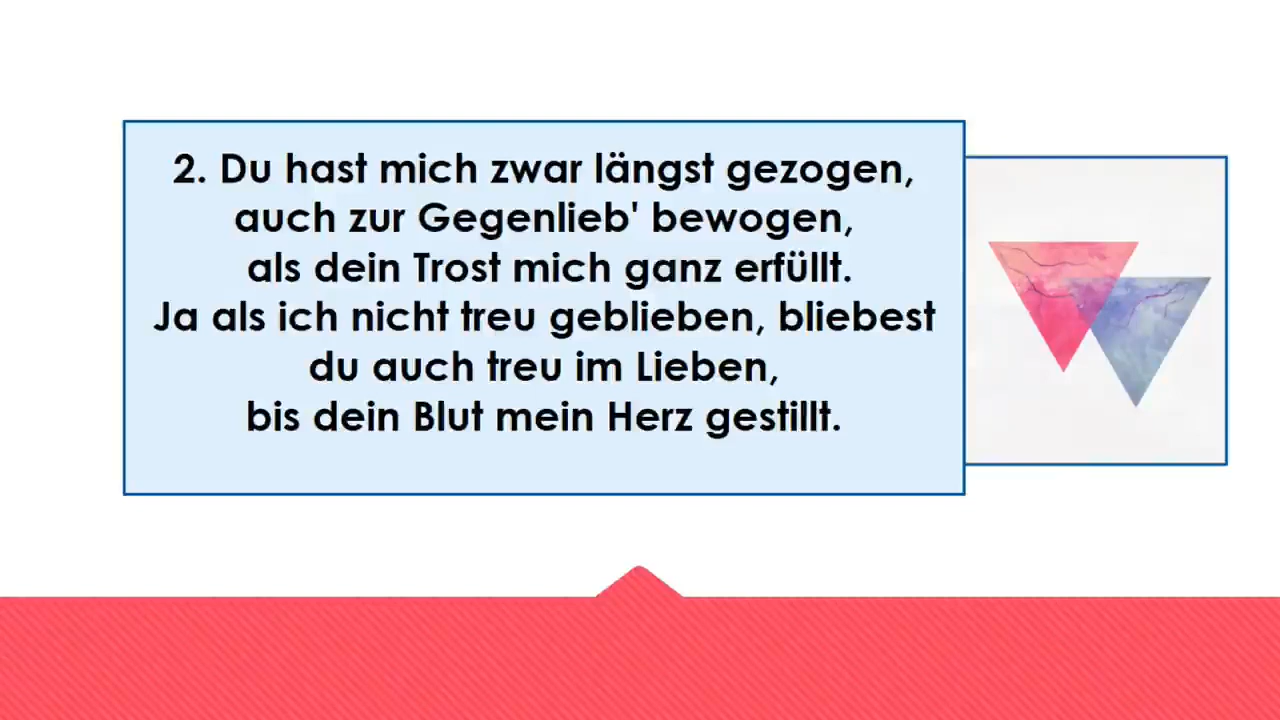 2. Du hast mich zwar längst gezogen,
auch zur Gegenlieb' bewogen,
als dein Trost mich ganz erfüllt.
Ja als ich nicht treu geblieben, bliebest
du auch treu im Lieben,
bis dein Blut mein Herz gestillt.